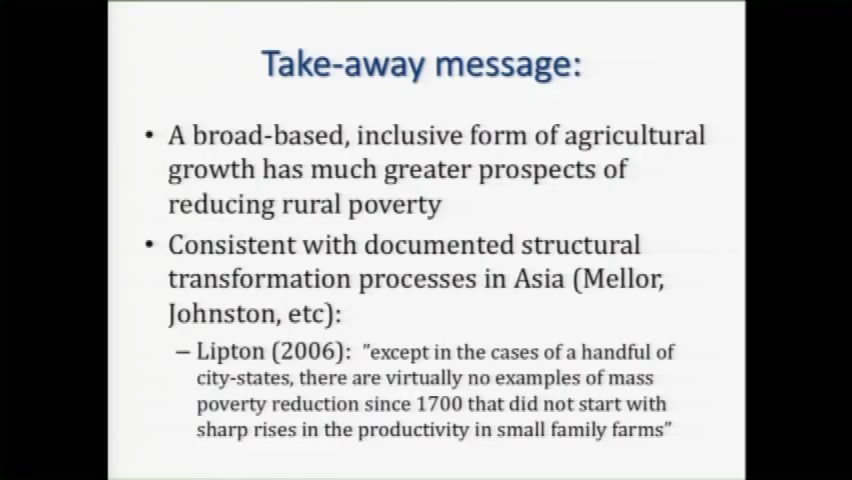 Take-away message:
• A broad-based, inclusive form of agricultural
growth has much greater prospects of
reducing rural poverty
• Consistent with documented structural
transformation processes in Asia (Mellor,
Johnston, etc):
– Lipton (2006): "except in the cases of a handful of
city-states, there are virtually no examples of mass
poverty reduction since 1700 that did not start with
sharp rises in the productivity in small family farms"